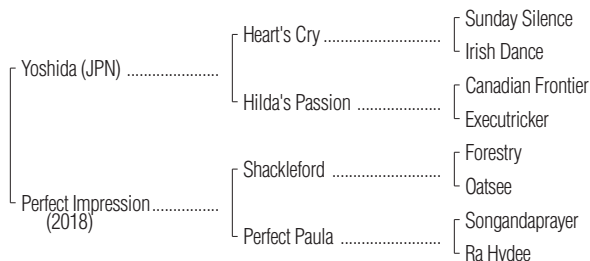 Sunday Silence
Heart's Cry
Irish Dance
Yoshida (JPN)
Canadian Frontier
Hilda's Passion
Executricker
Forestry
Shackleford
Oatsee
Perfect Impression
(2018)
Songandaprayer
Perfect Paula
Ra Hydee